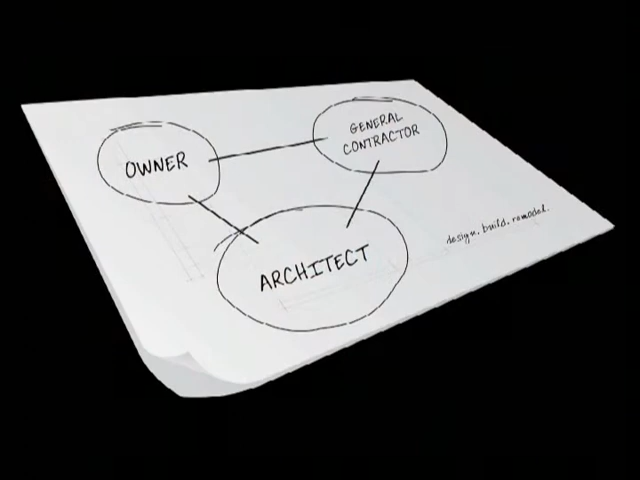 OWNER
GENERAL
CONTRACTOR
ARCHITECT
design. build. remodel.